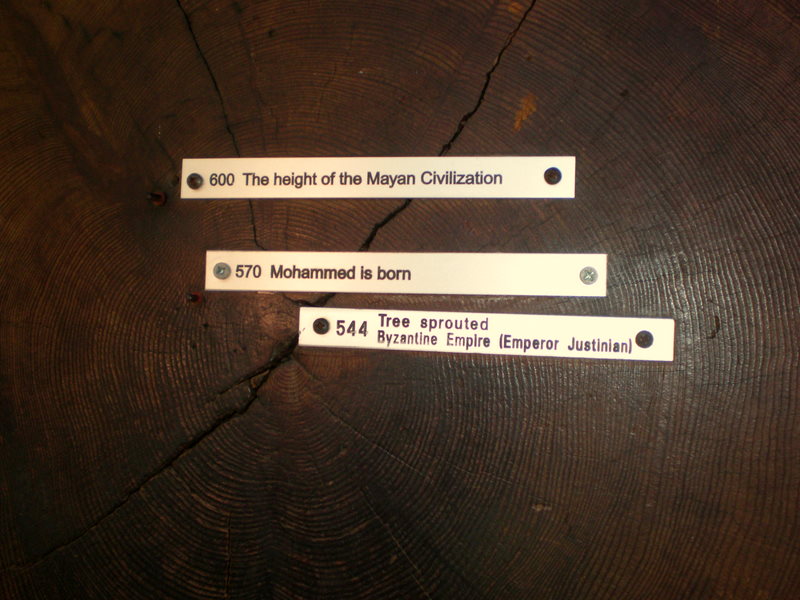 600 The height of the Mayan Civilization
570 Mohammed is born
544 Tree sprouted
Byzantine Empire (Emperor Justinian)